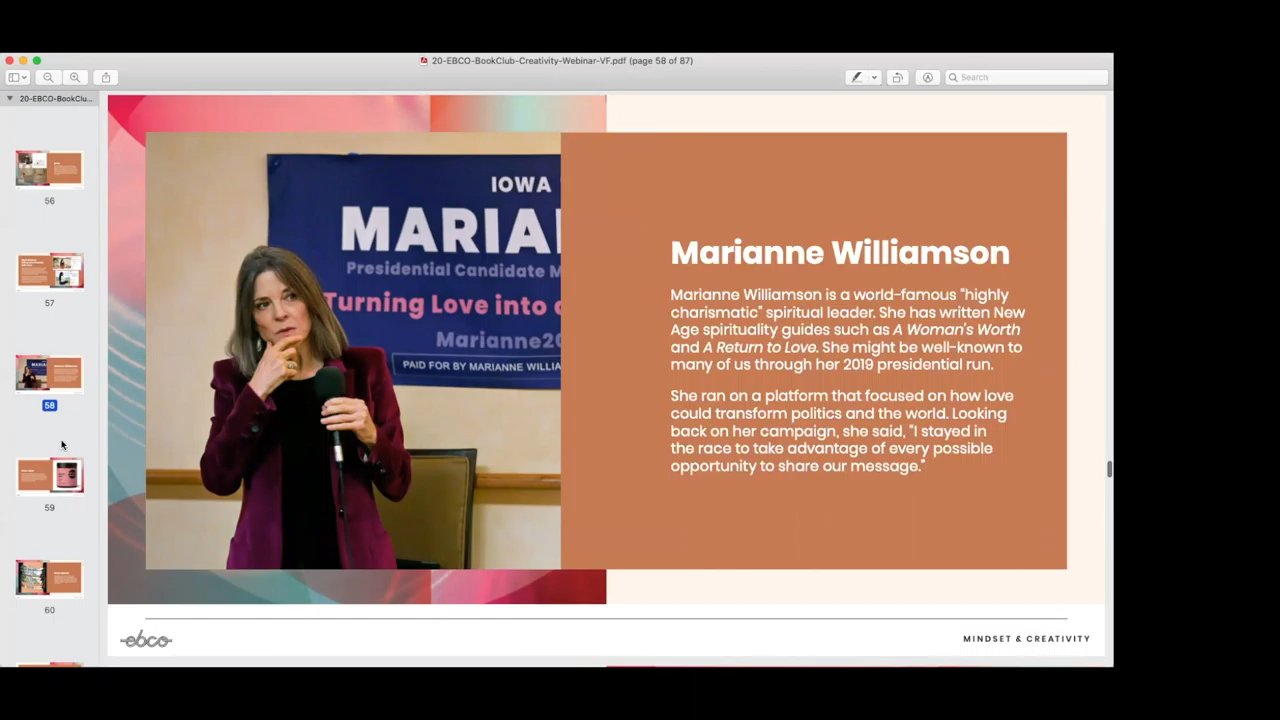 20-EBCO-BookClub-Creativity-Webinar-VF.pdf (page 58 of 87)
Search
20-EBCO-BookClu...
56
57
58
59
60
IOWA
MARIA
Presidential Candidate M
Turning Love into
Marianne20
PAID FOR BY MARIANNE WILLIA
Marianne Williamson
Marianne Williamson is a world-famous "highly
charismatic" spiritual leader. She has written New
Age spirituality guides such as A Woman's Worth
and A Return to Love. She might be well-known to
many of us through her 2019 presidential run.
She ran on a platform that focused on how love
could transform politics and the world. Looking
back on her campaign, she said, "I stayed in
the race to take advantage of every possible
opportunity to share our message."
ebco
MINDSET & CREATIVITY